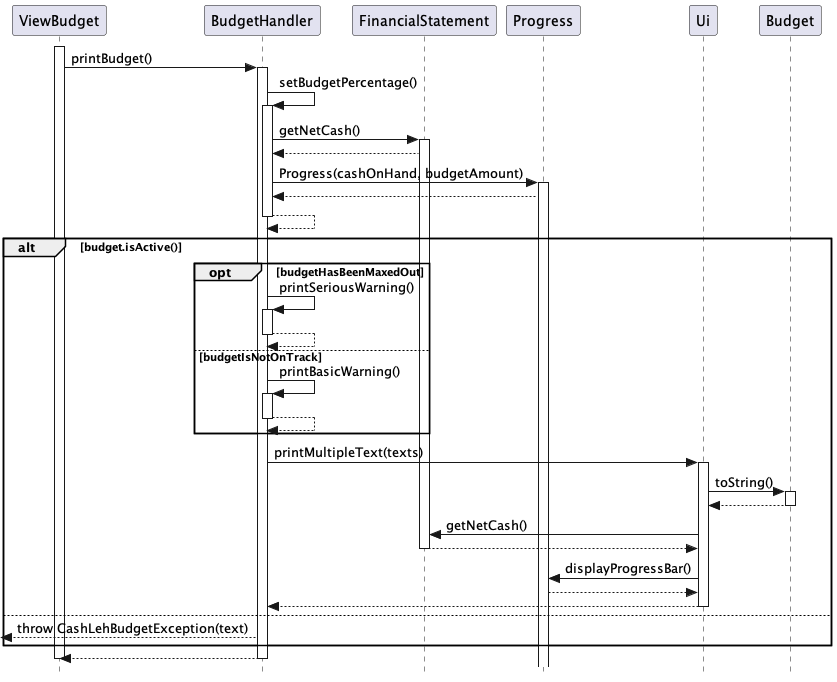 ViewBudget BudgetHandler FinancialStatement Progress Ui Budget
printBudget()
setBudgetPercentage()
getNetCash()
Progress(cashOnHand, budgetAmount)
alt [budget.isActive()]
opt [budgetHasBeenMaxedOut]
printSeriousWarning()
[budgetIsNotOnTrack]
printBasicWarning()
printMultipleText(texts)
toString()
getNetCash()
displayProgressBar()
throw CashLehBudgetException(text)